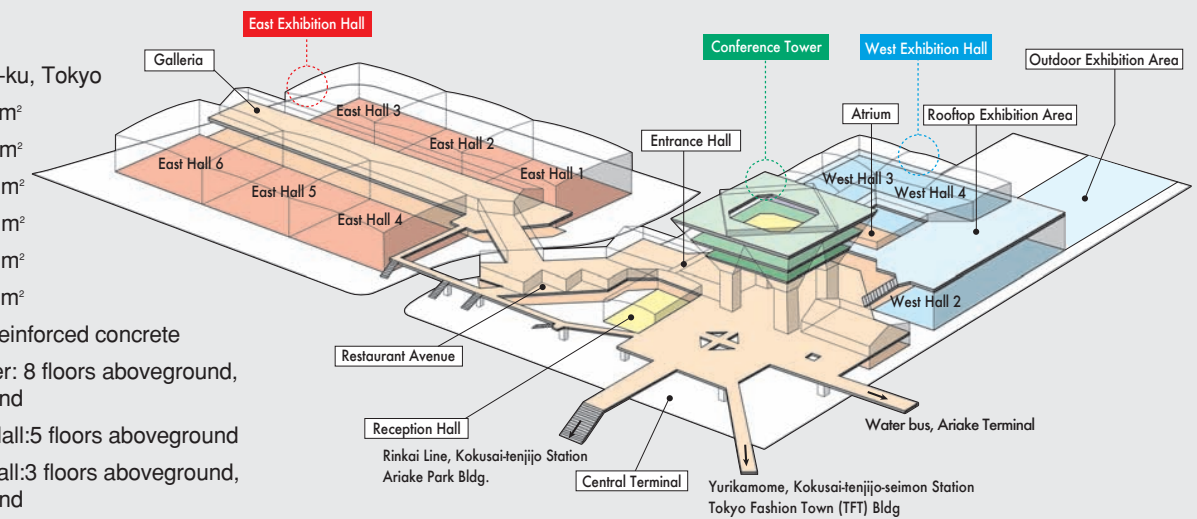 -ku, Tokyo
m²
m²
m²
m²
m²
m²
einforced concrete
er: 8 floors aboveground,
nd
Hall:5 floors aboveground
all:3 floors aboveground,
nd
East Exhibition Hall
Galleria
Conference Tower
West Exhibition Hall
Outdoor Exhibition Area
East Hall 3
East Hall 2
East Hall 1
East Hall 6
East Hall 5
East Hall 4
Entrance Hall
Atrium
Rooftop Exhibition Area
West Hall 3
West Hall 4
West Hall 2
Restaurant Avenue
Reception Hall
Rinkai Line, Kokusai-tenjijo Station
Ariake Park Bldg.
Central Terminal
Water bus, Ariake Terminal
Yurikamome, Kokusai-tenjijo-seimon Station
Tokyo Fashion Town (TFT) Bldg